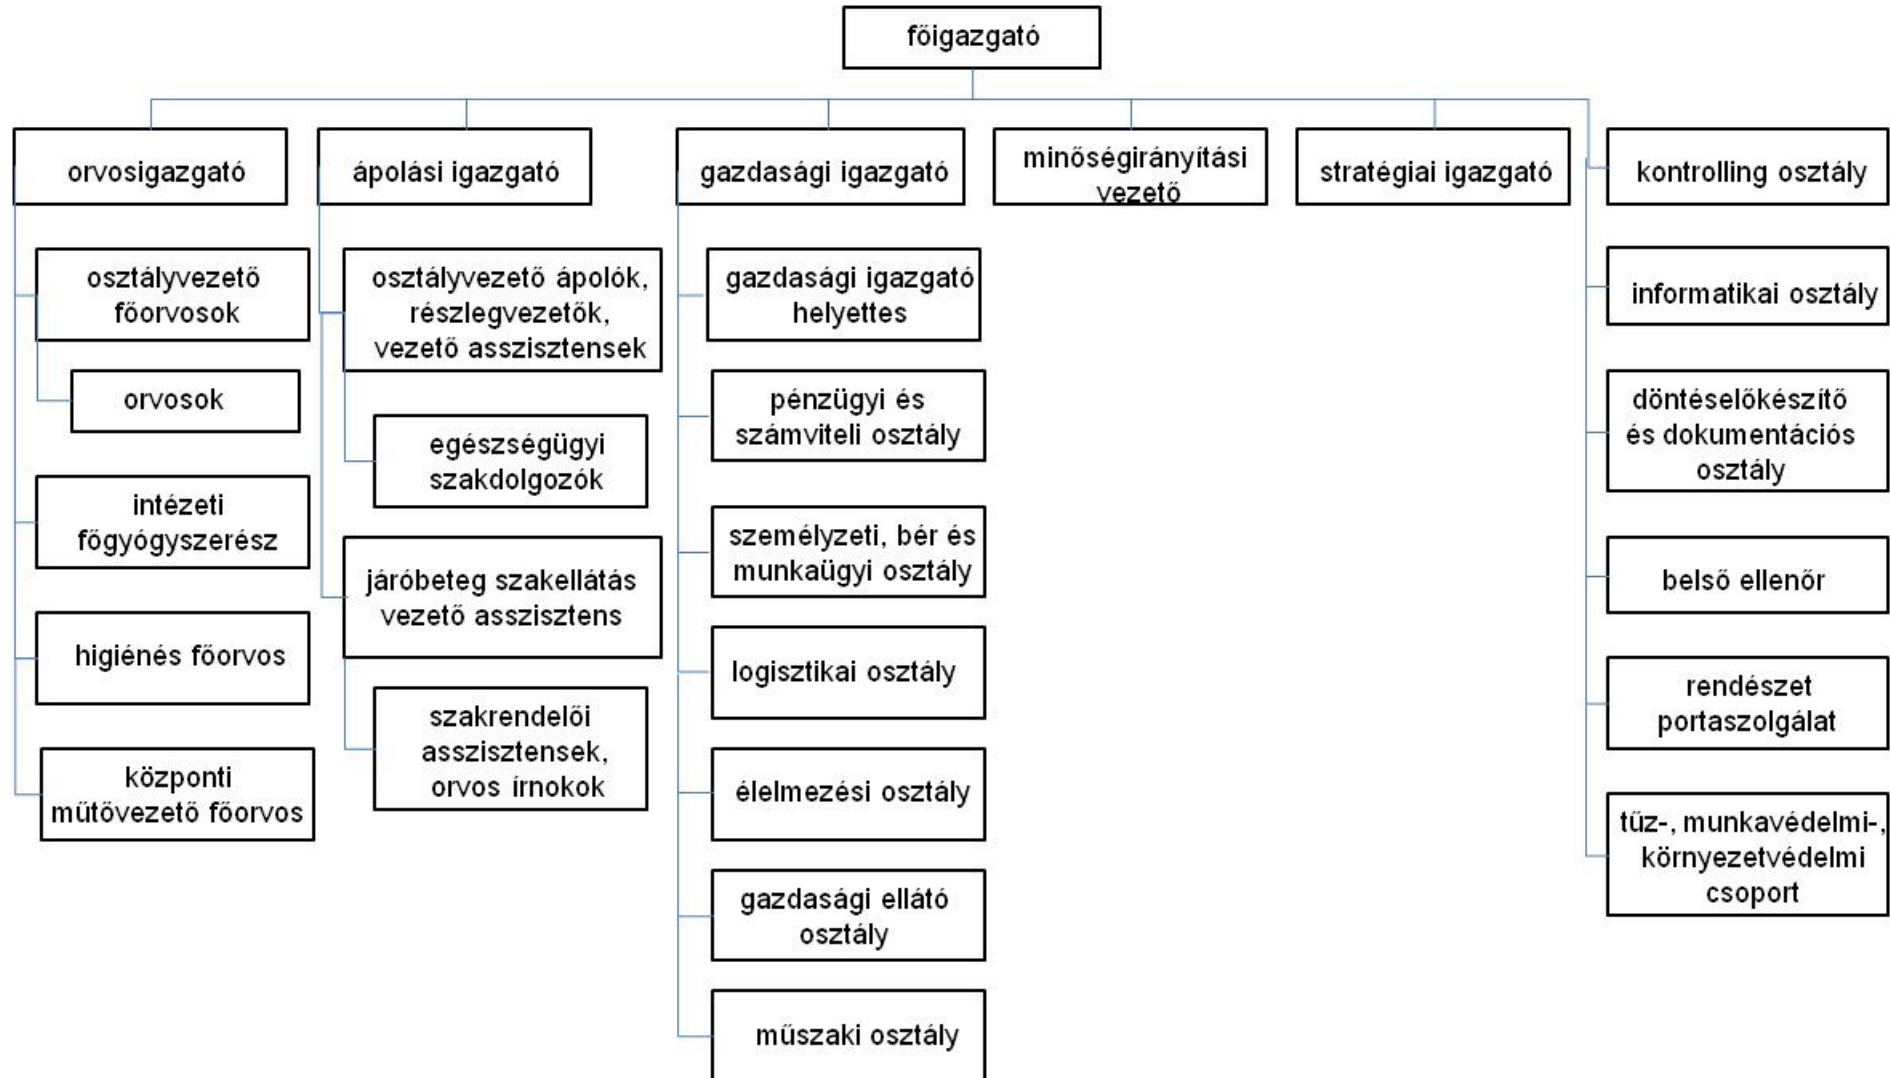 főigazgató
orvosigazgató
ápolási igazgató
gazdasági igazgató
minőségirányítási
vezető
stratégiai igazgató
kontrolling osztály
osztályvezető
főorvosok
orvosok
intézeti
főgyógyszerész
higiénés főorvos
központi
műtővezető főorvos
osztályvezető ápolók,
részlegvezetők,
vezető asszisztensek
egészségügyi
szakdolgozók
járóbeteg szakellátás
vezető asszisztens
szakrendelői
asszisztensek,
orvos írnokok
gazdasági igazgató
helyettes
pénzügyi és
számviteli osztály
személyzeti, bér és
munkaügyi osztály
logisztikai osztály
élelmezési osztály
gazdasági ellátó
osztály
műszaki osztály
informatikai osztály
döntéselőkészítő
és dokumentációs
osztály
belső ellenőr
rendészet
portaszolgálat
tűz-, munkavédelmi-,
környezetvédelmi
csoport